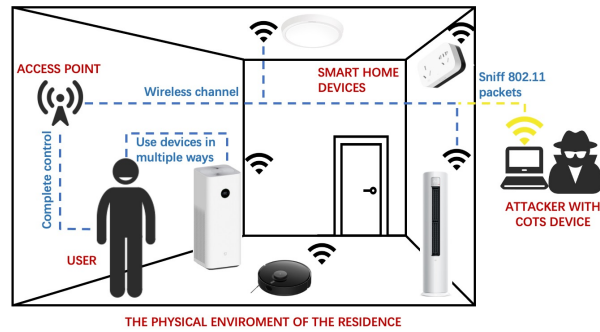 ACCESS POINT
Wireless channel
SMART HOME
DEVICES
Sniff 802.11
packets
Use devices in
multiple ways
Complete control
USER
ATTACKER WITH
COTS DEVICE
THE PHYSICAL ENVIROMENT OF THE RESIDENCE